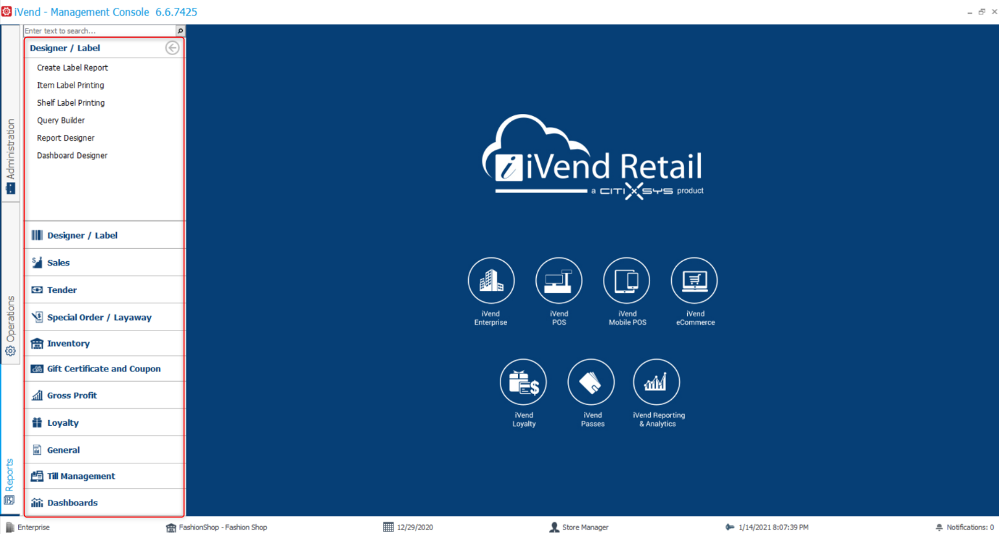 iVend - Management Console 6.6.7425
Enter text to search...
Designer / Label
Create Label Report
Item Label Printing
Shelf Label Printing
Query Builder
Report Designer
Dashboard Designer
Designer / Label
Sales
Tender
Special Order / Layaway
Inventory
Gift Certificate and Coupon
Gross Profit
Loyalty
General
Till Management
Dashboards
Administration
Operations
Reports
i iVend Retail
a CITIXSYS product
iVend
Enterprise
iVend
POS
iVend
Mobile POS
iVend
eCommerce
iVend
Loyalty
iVend
Passes
iVend Reporting
& Analytics
Enterprise
FashionShop - Fashion Shop
12/29/2020
Store Manager
1/14/2021 8:07:39 PM
Notifications: 0